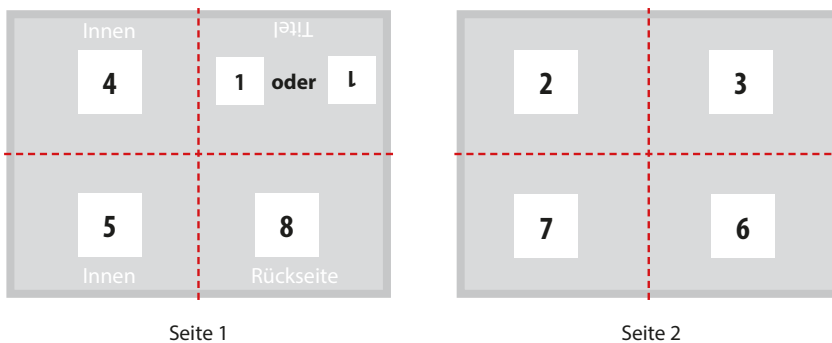 Innen Titel
4 1 oder 1
5 8
Innen Rückseite
Seite 1
2 3
7 6
Seite 2